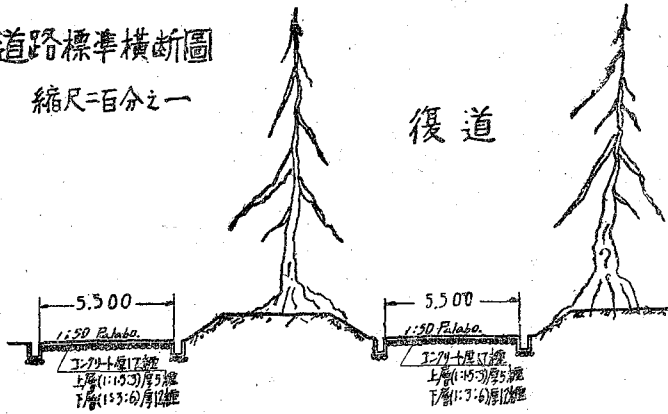 道路標準横断圖
縮尺二百分之一
復道
5.500
1:50 Palabo.
コンクリート厚17糎
上層(1:1.5:3)厚5糎
下層(1:3:6)厚12糎
5.500
1:50 Palabo.
コンクリート厚17糎
上層(1:1.5:3)厚5糎
下層(1:3:6)厚12糎